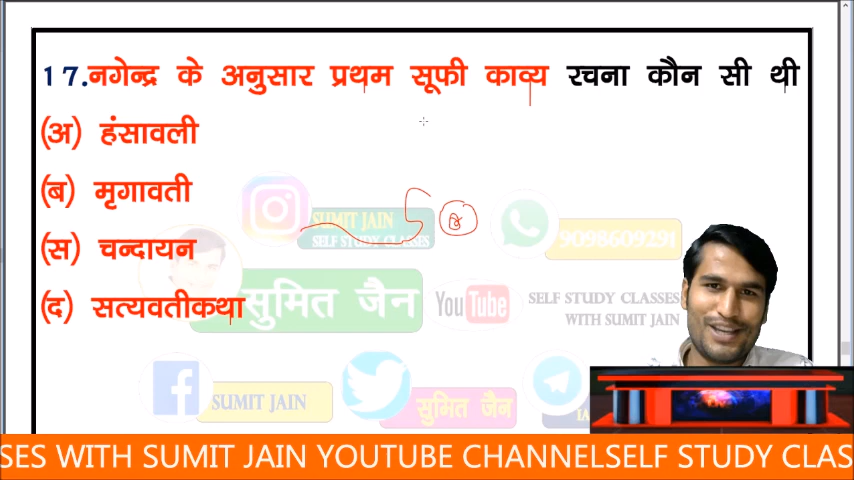 17.नगेन्द्र के अनुसार प्रथम सूफी काव्य रचना कौन सी थी
(अ) हंसावली
(ब) मृगावती
(स) चन्दायन
(द) सत्यवतीकथा
SUMIT JAIN
SELF STUDY CLASSES
9098609291
सुमित जैन
YouTube
SELF STUDY CLASSES
WITH SUMIT JAIN
SUMIT JAIN
सुमित जैन
IA
SES WITH SUMIT JAIN YOUTUBE CHANNELSELF STUDY CLAS